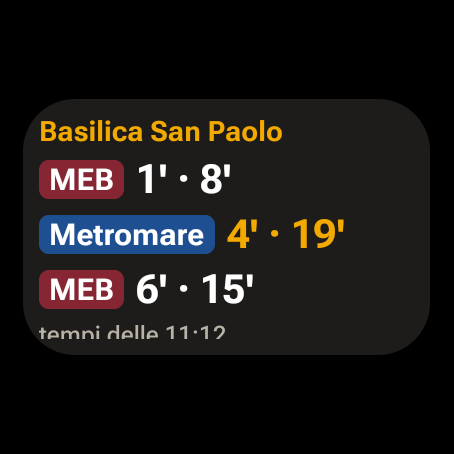 Basilica San Paolo
MEB 1' · 8'
Metromare 4' · 19'
MEB 6' · 15'
tempi delle 11:12